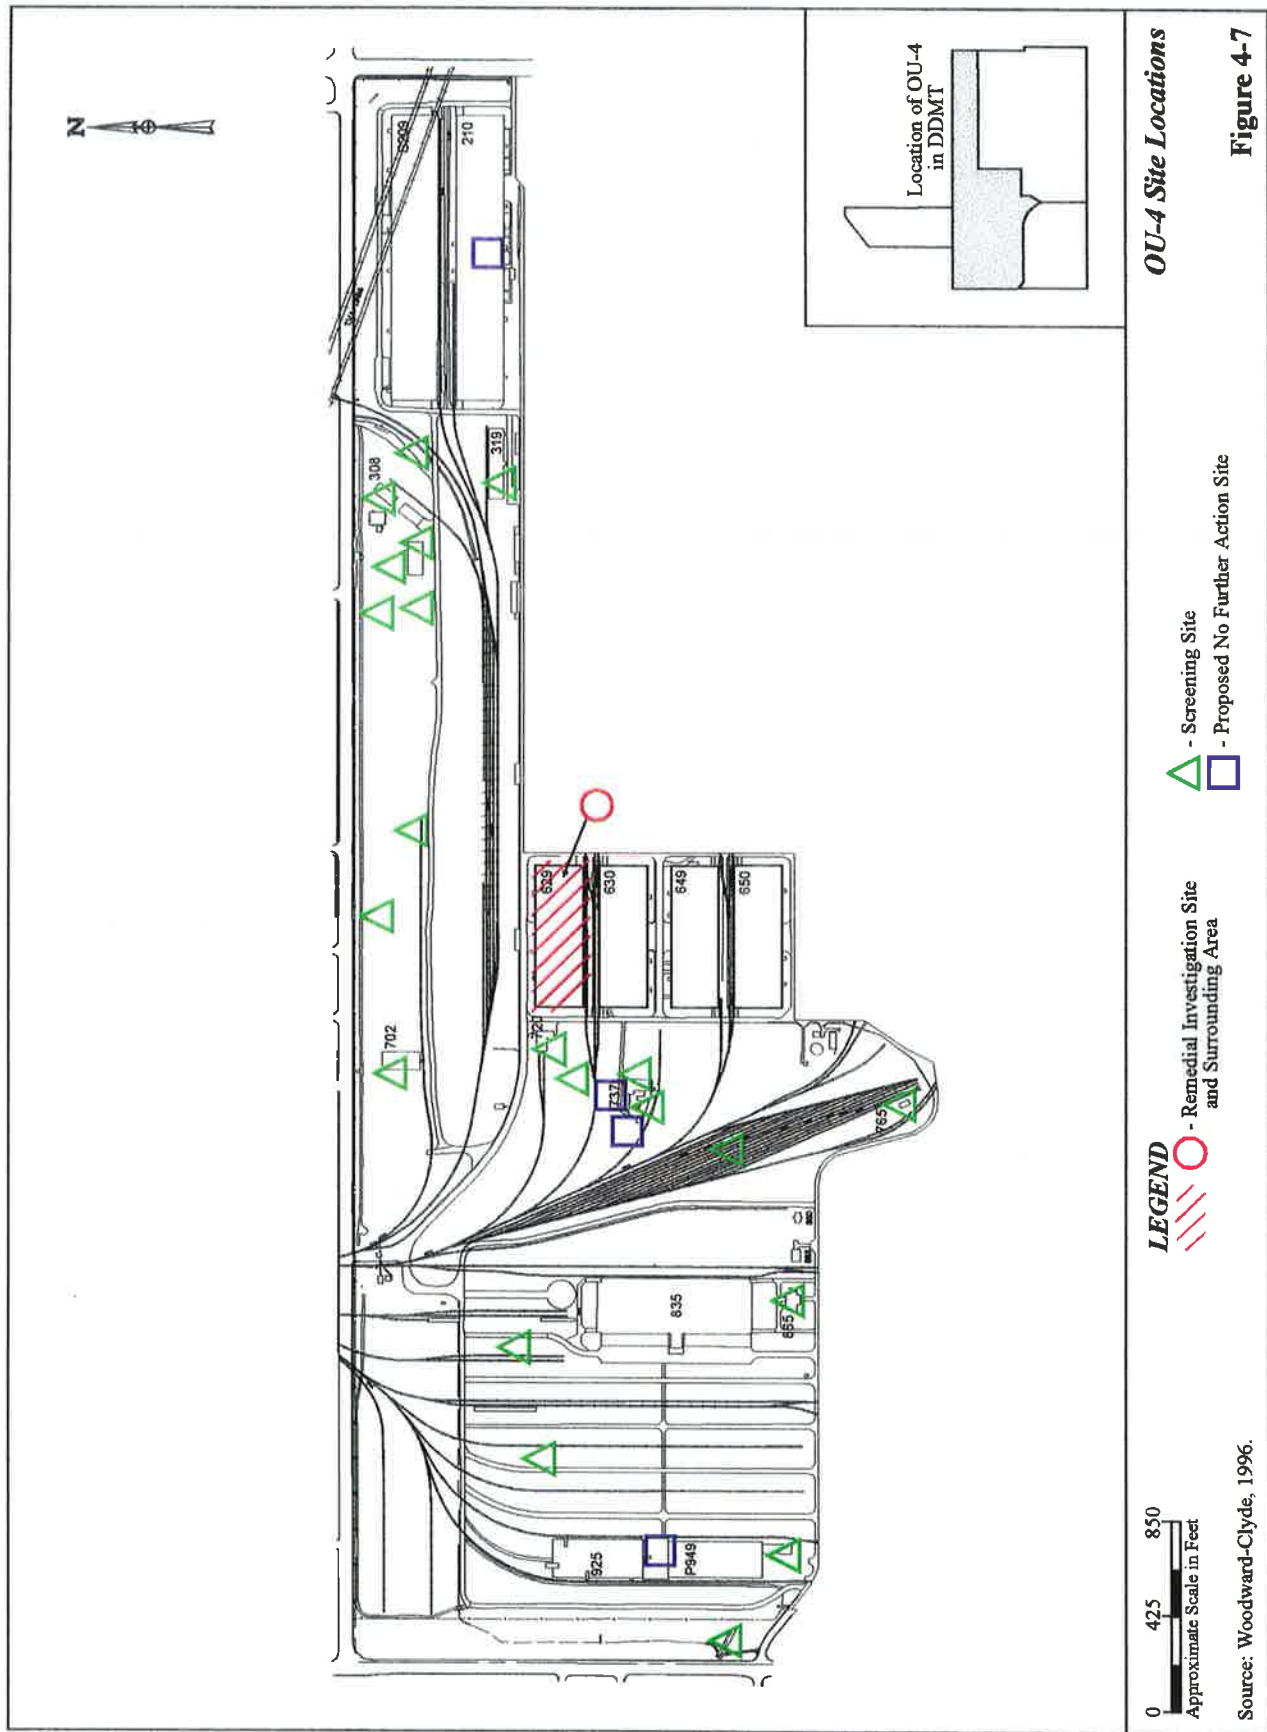 N
S209
210
308
319
702
629
630
649
650
720
737
765
835
865
925
P949
Location of OU-4
in DDMT
OU-4 Site Locations
Figure 4-7
LEGEND
- Remedial Investigation Site
and Surrounding Area
- Screening Site
- Proposed No Further Action Site
0 425 850
Approximate Scale in Feet
Source: Woodward-Clyde, 1996.